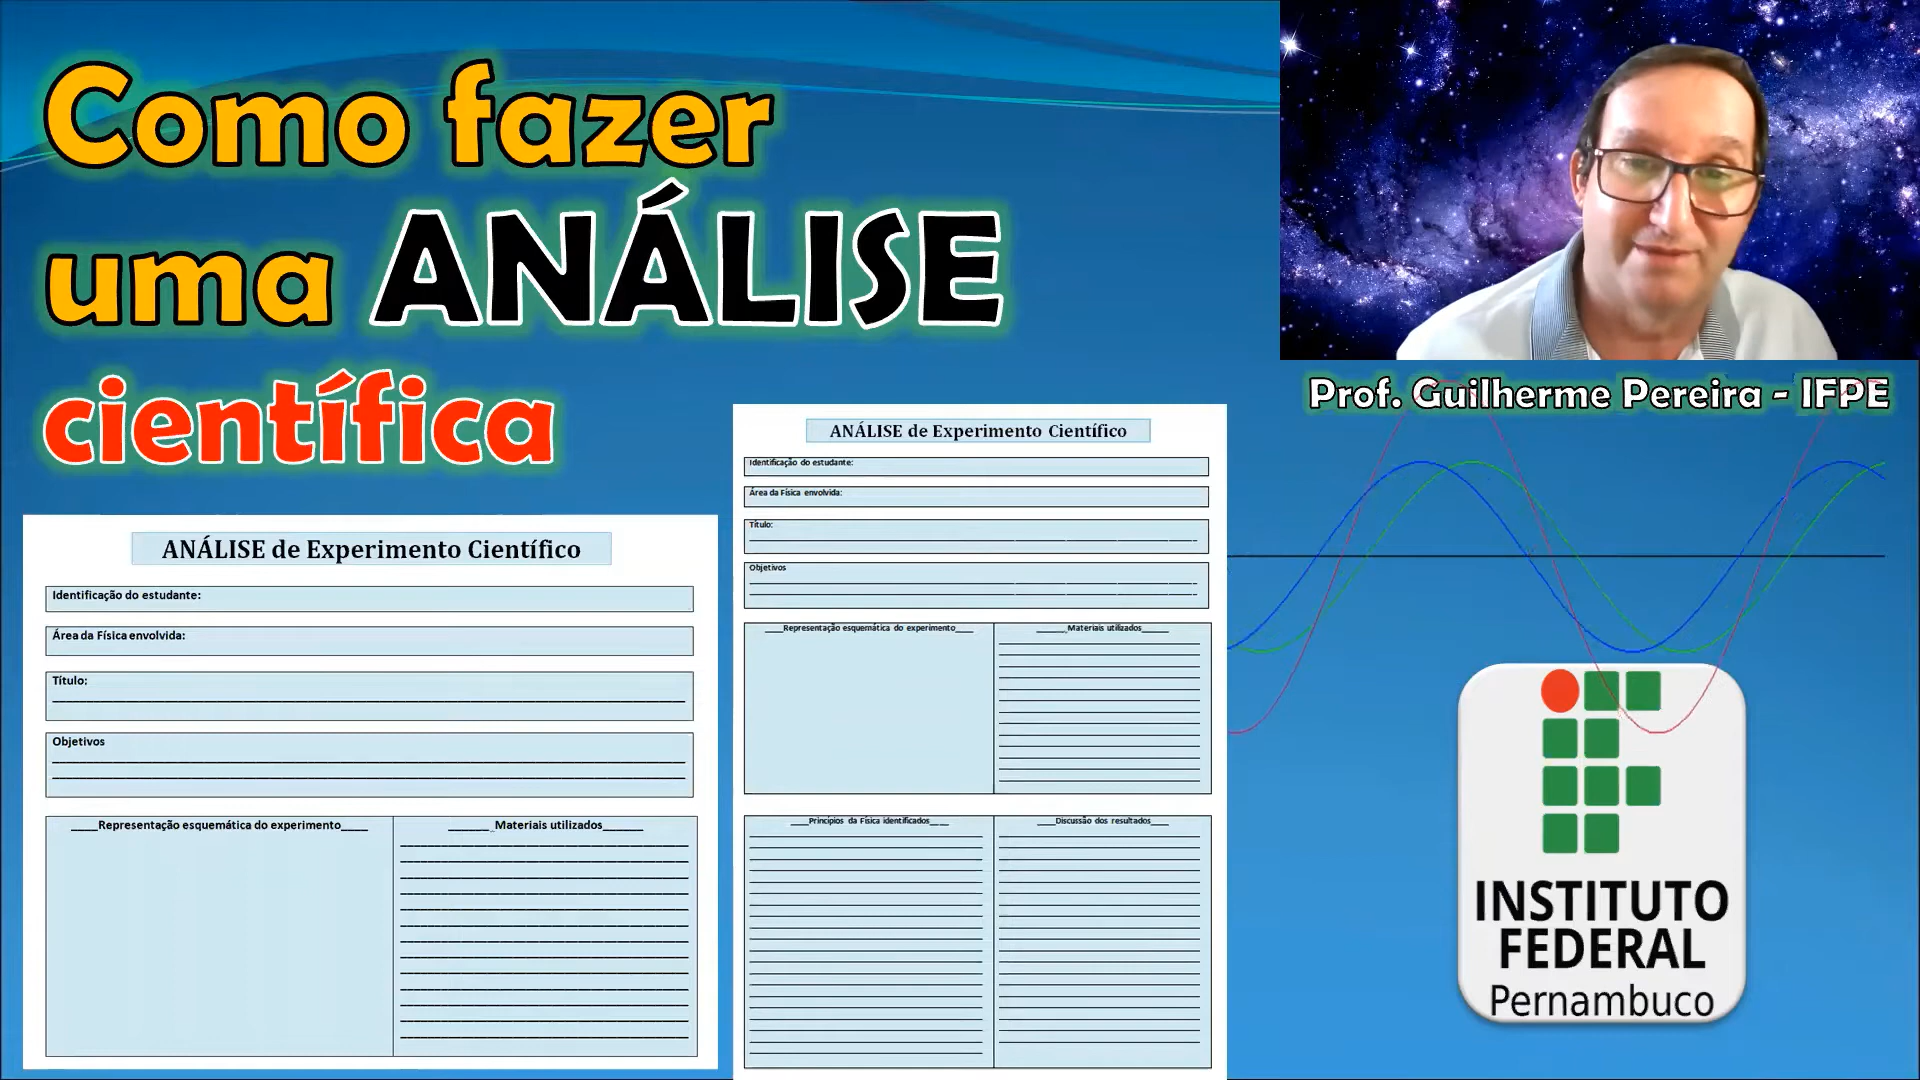 Como fazer
uma ANÁLISE
científica
Prof. Guilherme Pereira - IFPE
ANÁLISE de Experimento Científico
Identificação do estudante:
Área da Física envolvida:
Título:
Objetivos
Representação esquemática do experimento
Materiais utilizados
ANÁLISE de Experimento Científico
Identificação do estudante:
Área da Física envolvida:
Título:
Objetivos
Representação esquemática do experimento
Materiais utilizados
Princípios da Física identificados
Discussão dos resultados
INSTITUTO
FEDERAL
Pernambuco